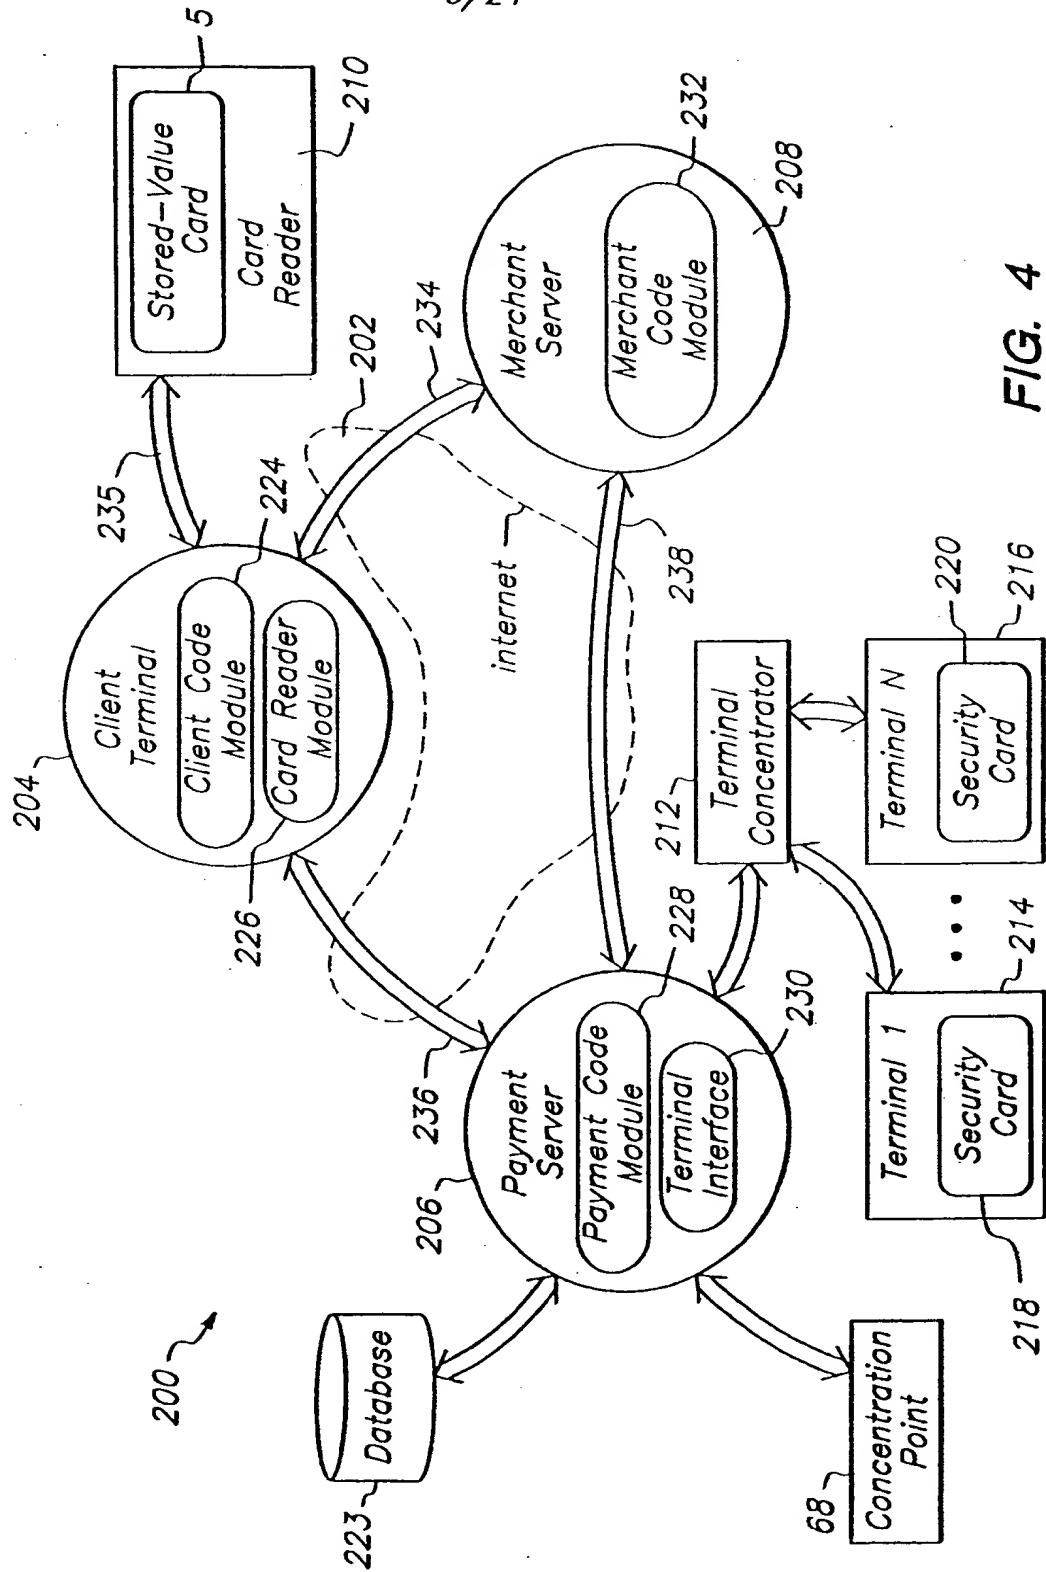 200
204
Client
Terminal
Client Code
Module
224
Card Reader
Module
226
235
Stored-Value
Card
5
Card
Reader
210
202
234
internet
236
238
206
Payment
Server
Payment Code
Module
228
Terminal
Interface
230
Merchant
Server
Merchant
Code
Module
232
208
Database
223
68
Concentration
Point
212
Terminal
Concentrator
Terminal 1
Security
Card
218
214
Terminal N
Security
Card
220
216
FIG. 4